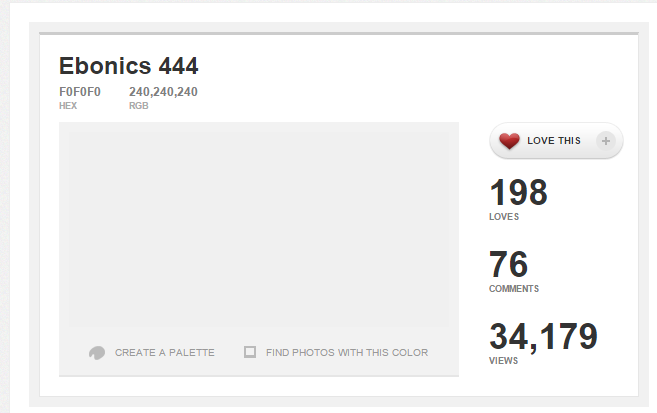 Ebonics 444
F0F0F0 240,240,240
HEX RGB
LOVE THIS +
198
LOVES
76
COMMENTS
34,179
VIEWS
CREATE A PALETTE FIND PHOTOS WITH THIS COLOR